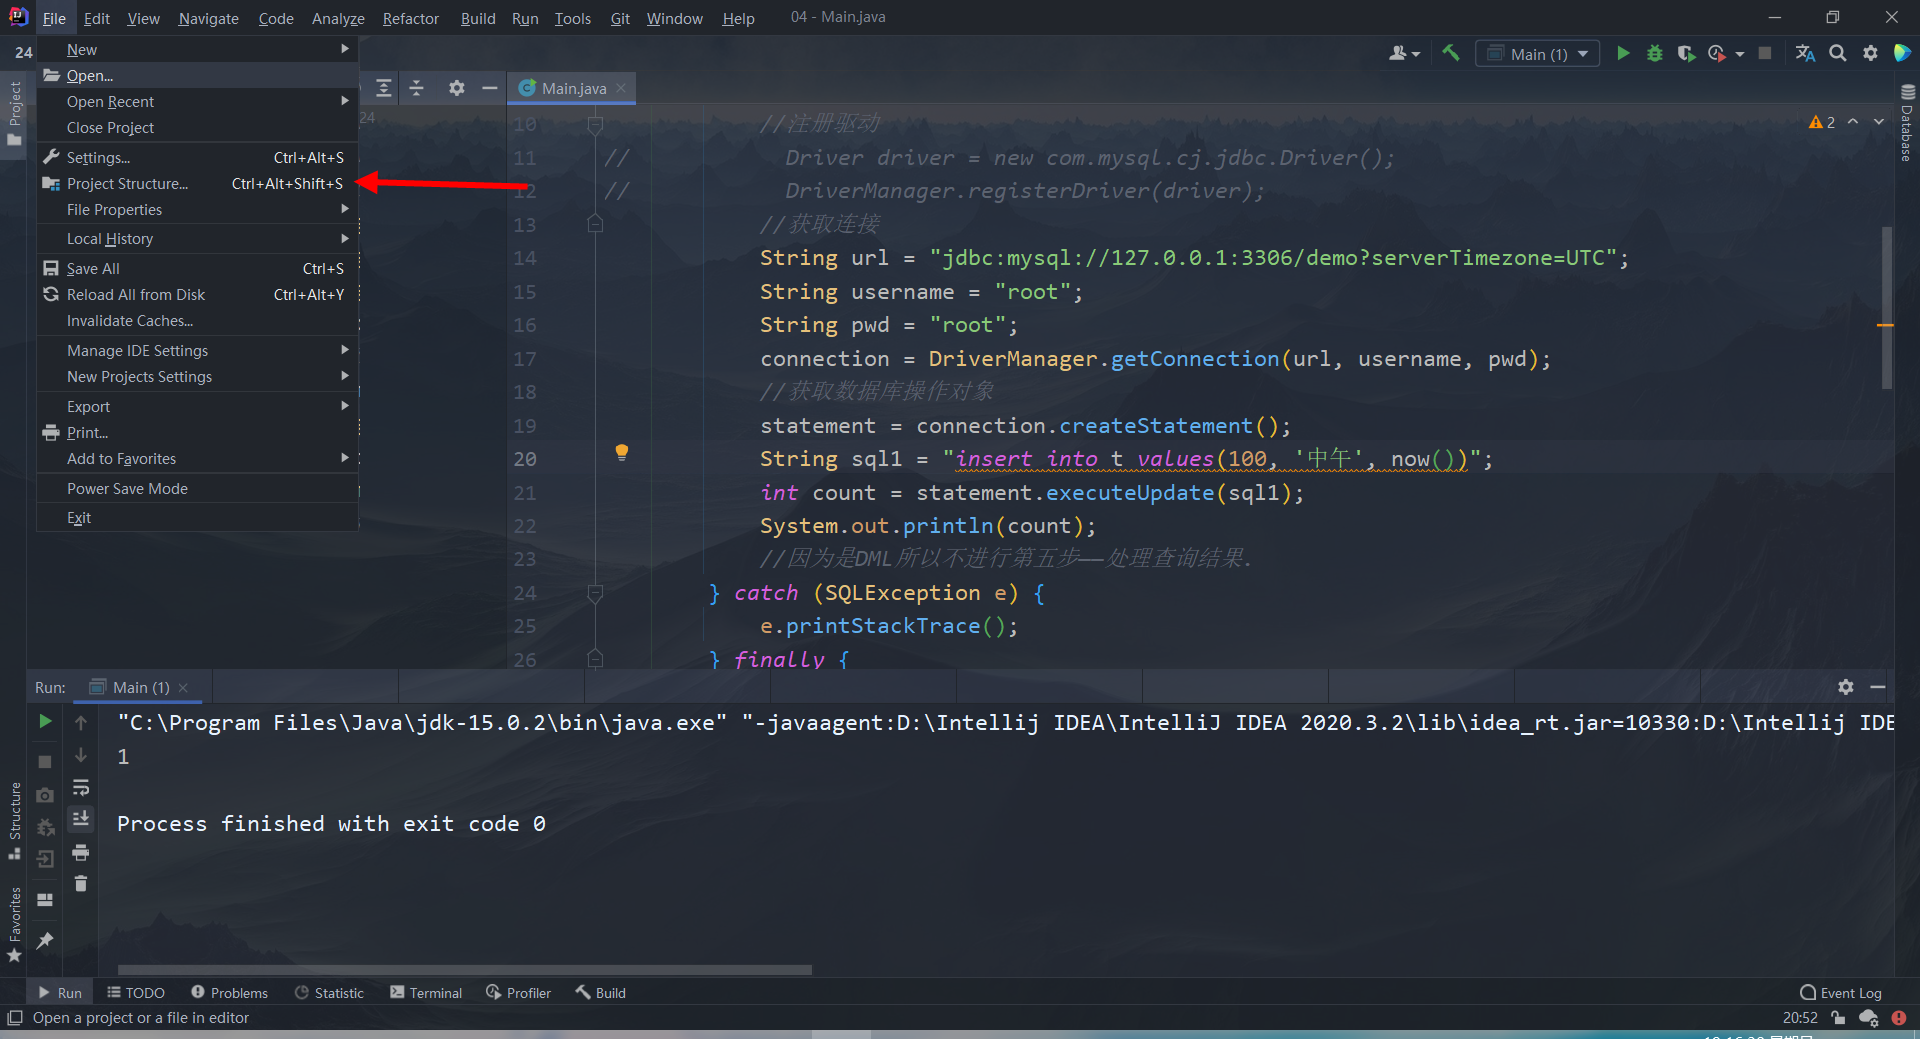 File Edit View Navigate Code Analyze Refactor Build Run Tools Git Window Help 04 - Main.java
24
Main (1)
New
Open...
Open Recent
Close Project
Settings... Ctrl+Alt+S
Project Structure... Ctrl+Alt+Shift+S
File Properties
Local History
Save All Ctrl+S
Reload All from Disk Ctrl+Alt+Y
Invalidate Caches...
Manage IDE Settings
New Projects Settings
Export
Print...
Add to Favorites
Power Save Mode
Exit
Project
24
Main.java
2
Database
10 //注册驱动
11 // Driver driver = new com.mysql.cj.jdbc.Driver();
12 // DriverManager.registerDriver(driver);
13 //获取连接
14 String url = "jdbc:mysql://127.0.0.1:3306/demo?serverTimezone=UTC";
15 String username = "root";
16 String pwd = "root";
17 connection = DriverManager.getConnection(url, username, pwd);
18 //获取数据库操作对象
19 statement = connection.createStatement();
20 String sql1 = "insert into t values(100, '中午', now())";
21 int count = statement.executeUpdate(sql1);
22 System.out.println(count);
23 //因为是DML所以不进行第五步——处理查询结果.
24 } catch (SQLException e) {
25 e.printStackTrace();
26 } finally {
Run: Main (1)
"C:\Program Files\Java\jdk-15.0.2\bin\java.exe" "-javaagent:D:\Intellij IDEA\IntelliJ IDEA 2020.3.2\lib\idea_rt.jar=10330:D:\Intellij IDE
1
Process finished with exit code 0
Structure
Favorites
Run TODO Problems Statistic Terminal Profiler Build Event Log
Open a project or a file in editor 20:52